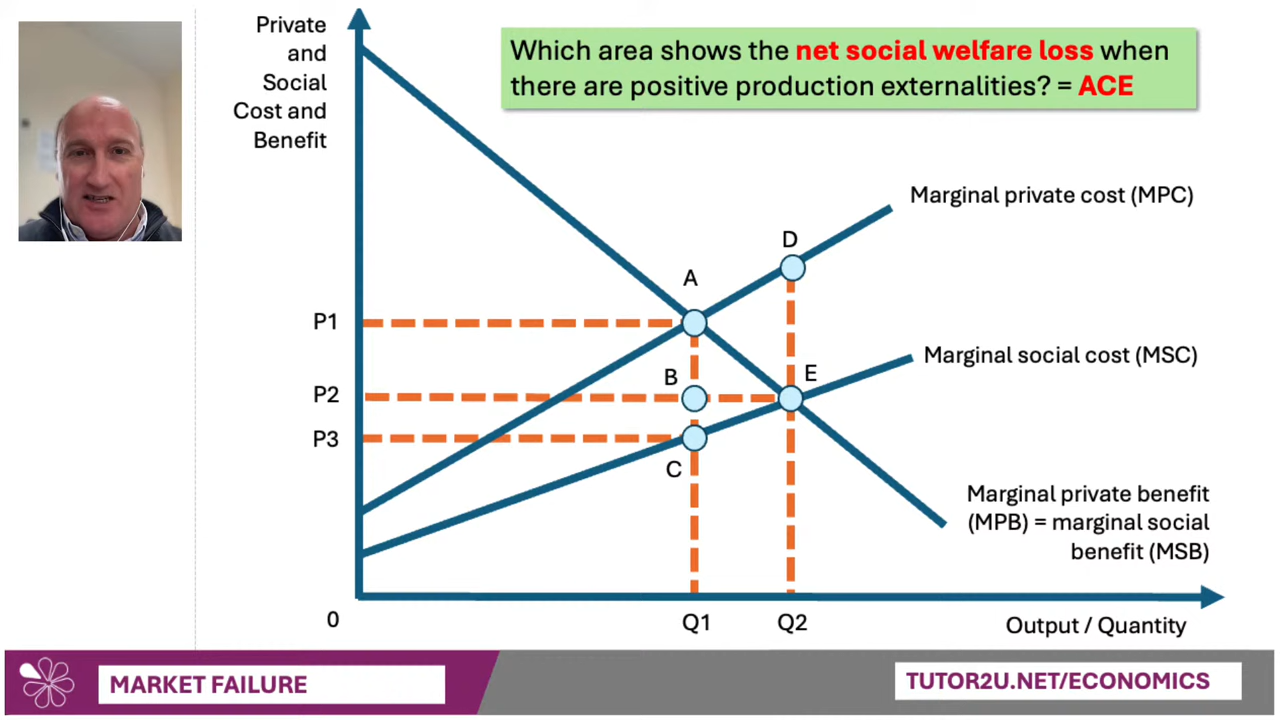 Private
and
Social
Cost and
Benefit
Which area shows the net social welfare loss when
there are positive production externalities? = ACE
Marginal private cost (MPC)
D
A
P1
Marginal social cost (MSC)
E
B
P2
P3
C
Marginal private benefit
(MPB) = marginal social
benefit (MSB)
0
Q1
Q2
Output / Quantity
MARKET FAILURE
TUTOR2U.NET/ECONOMICS